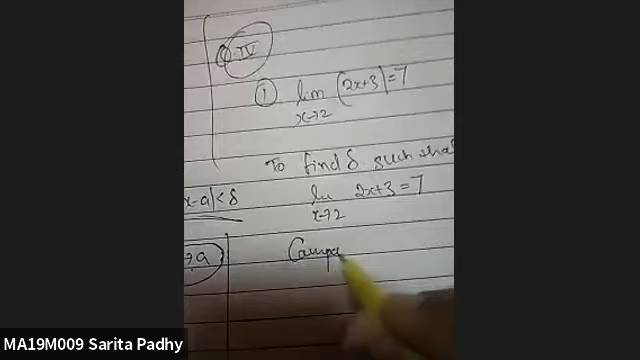 Q IV
① lim (2x+3) = 7
x→2
To find δ such that
x-a|<δ
lim 2x+3 = 7
x→2
→a
Compa
MA19M009 Sarita Padhy